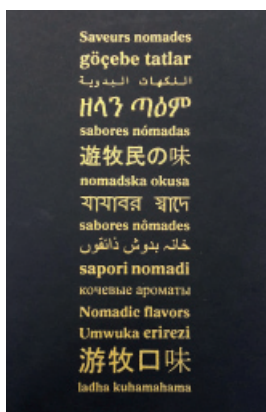 Saveurs nomades
göçebe tatlar
النكهات البدوية
ዘላን ጣዕም
sabores nómadas
遊牧民の味
nomadska okusa
যাযাবর স্বাদে
sabores nômades
خانہ بدوش ذائقوں
sapori nomadi
кочевые ароматы
Nomadic flavors
Umwuka erirezi
游牧口味
ladha kuhamahama